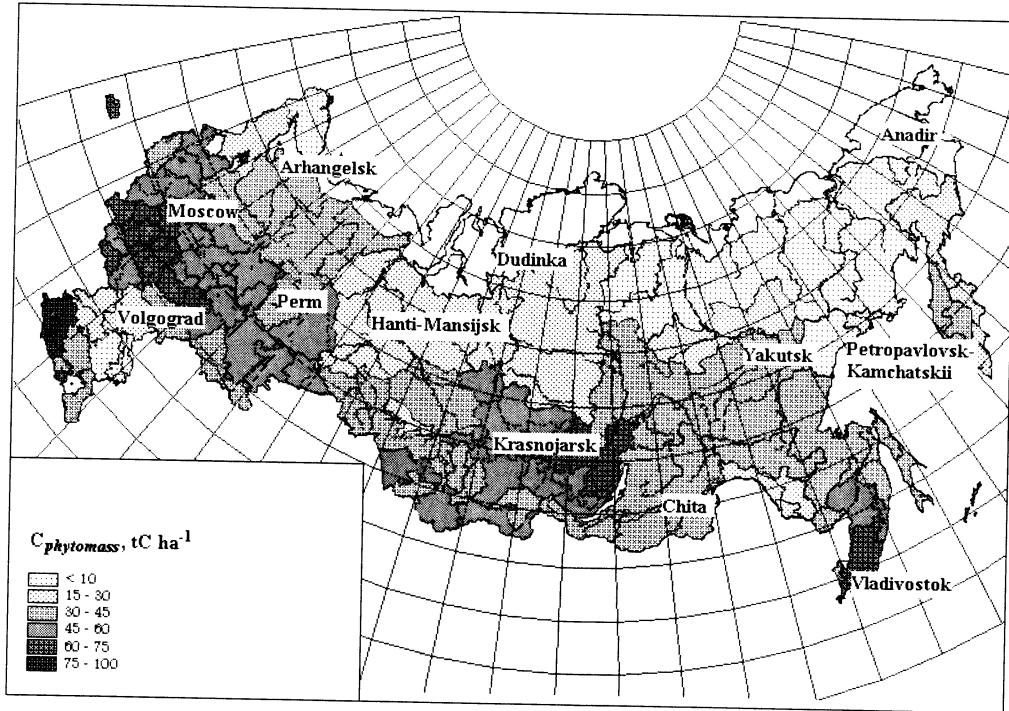 Anadir
Arhangelsk
Moscow
Dudinka
Perm
Volgograd
Hanti-Mansijsk
Yakutsk
Petropavlovsk-
Kamchatskii
Krasnojarsk
Chita
Vladivostok
C phytomass, tC ha-1
< 10
15 - 30
30 - 45
45 - 60
60 - 75
75 - 100